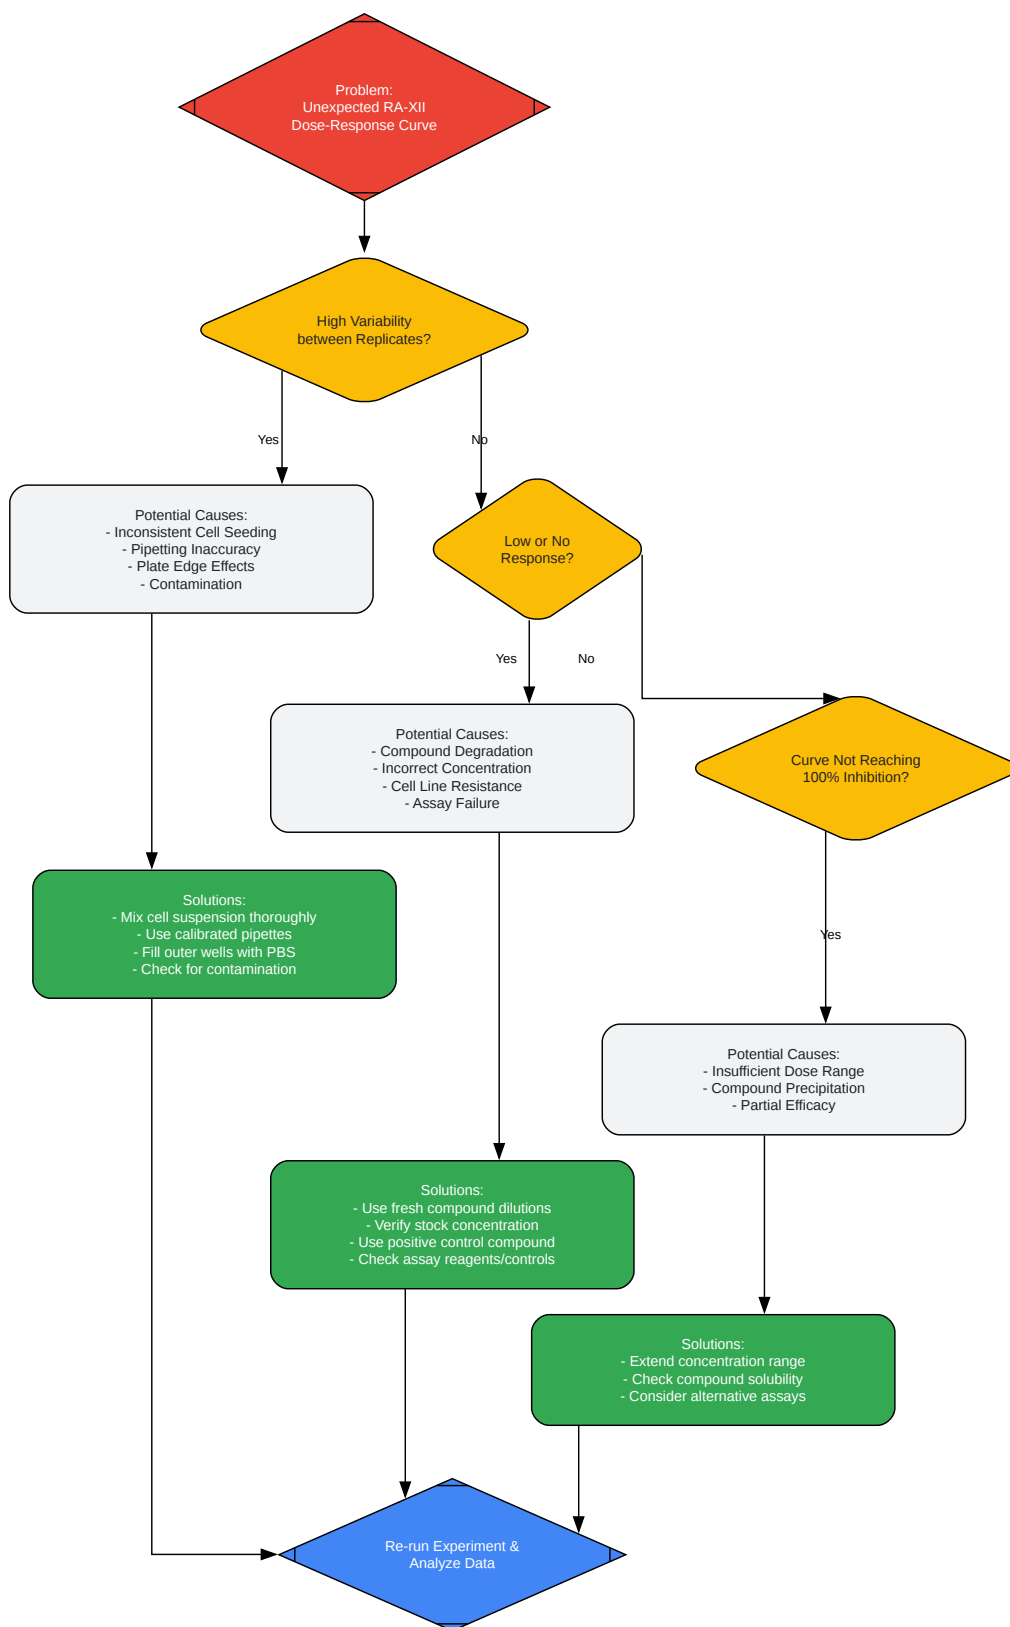 Problem:
Unexpected RA-XII
Dose-Response Curve
High Variability
between Replicates?
Yes
No
Potential Causes:
- Inconsistent Cell Seeding
- Pipetting Inaccuracy
- Plate Edge Effects
- Contamination
Low or No
Response?
Yes
No
Potential Causes:
- Compound Degradation
- Incorrect Concentration
- Cell Line Resistance
- Assay Failure
Curve Not Reaching
100% Inhibition?
Solutions:
- Mix cell suspension thoroughly
- Use calibrated pipettes
- Fill outer wells with PBS
- Check for contamination
Yes
Potential Causes:
- Insufficient Dose Range
- Compound Precipitation
- Partial Efficacy
Solutions:
- Use fresh compound dilutions
- Verify stock concentration
- Use positive control compound
- Check assay reagents/controls
Solutions:
- Extend concentration range
- Check compound solubility
- Consider alternative assays
Re-run Experiment &
Analyze Data